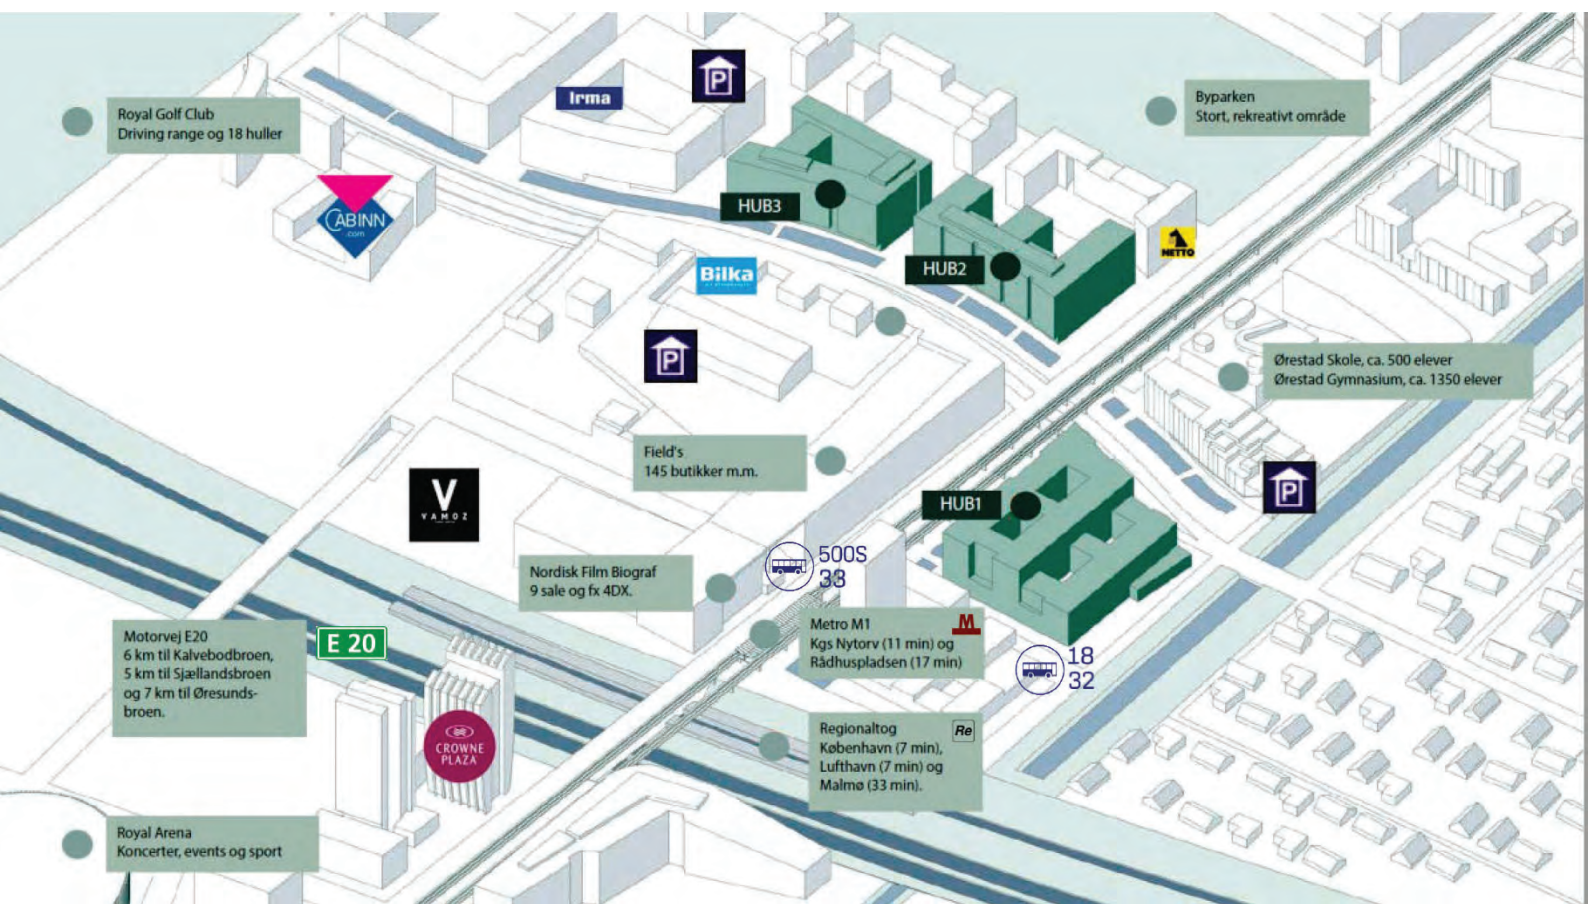 Irma
P
Royal Golf Club
Driving range og 18 huller
Byparken
Stort, rekreativt område
CABINN
.com
HUB3
NETTO
HUB2
Bilka
P
Ørestad Skole, ca. 500 elever
Ørestad Gymnasium, ca. 1350 elever
Field's
145 butikker m.m.
P
V
VAMOZ
HUB1
500S
33
Nordisk Film Biograf
9 sale og fx 4DX.
Motorvej E20
6 km til Kalvebodbroen,
5 km til Sjællandsbroen
og 7 km til Øresunds-
broen.
E 20
Metro M1
Kgs Nytorv (11 min) og
Rådhuspladsen (17 min)
M
18
32
CROWNE
PLAZA
Regionaltog
København (7 min),
Lufthavn (7 min) og
Malmø (33 min).
Re
Royal Arena
Koncerter, events og sport